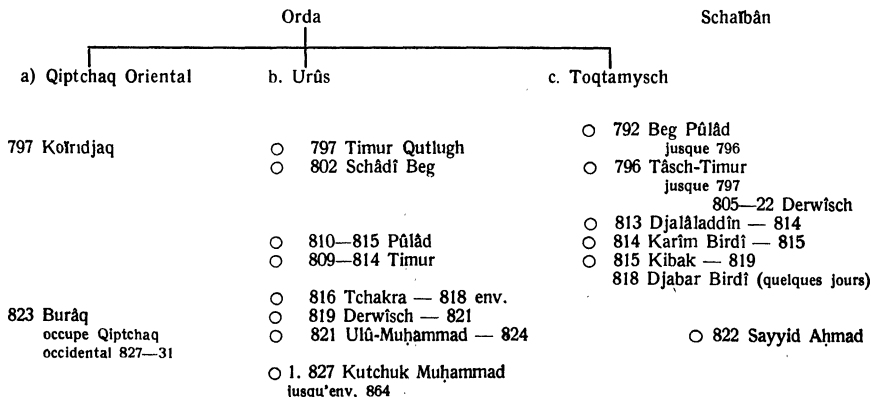 Orda Schaïbân
a) Qiptchaq Oriental b. Urûs c. Toqtamysch
○ 792 Beg Pûlâd
jusque 796
797 Koïrıdjaq ○ 797 Timur Qutlugh
○ 802 Schâdî Beg ○ 796 Tâsch-Timur
jusque 797
805—22 Derwîsch
○ 813 Djalâladdîn — 814
○ 810—815 Pûlâd ○ 814 Karîm Birdî — 815
○ 809—814 Timur ○ 815 Kibak — 819
818 Djabar Birdî (quelques jours)
○ 816 Tchakra — 818 env.
823 Burâq ○ 819 Derwîsch — 821
occupe Qiptchaq ○ 821 Ulû-Muḥammad — 824 ○ 822 Sayyid Aḥmad
occidental 827—31
○ 1. 827 Kutchuk Muḥammad
jusqu'env. 864